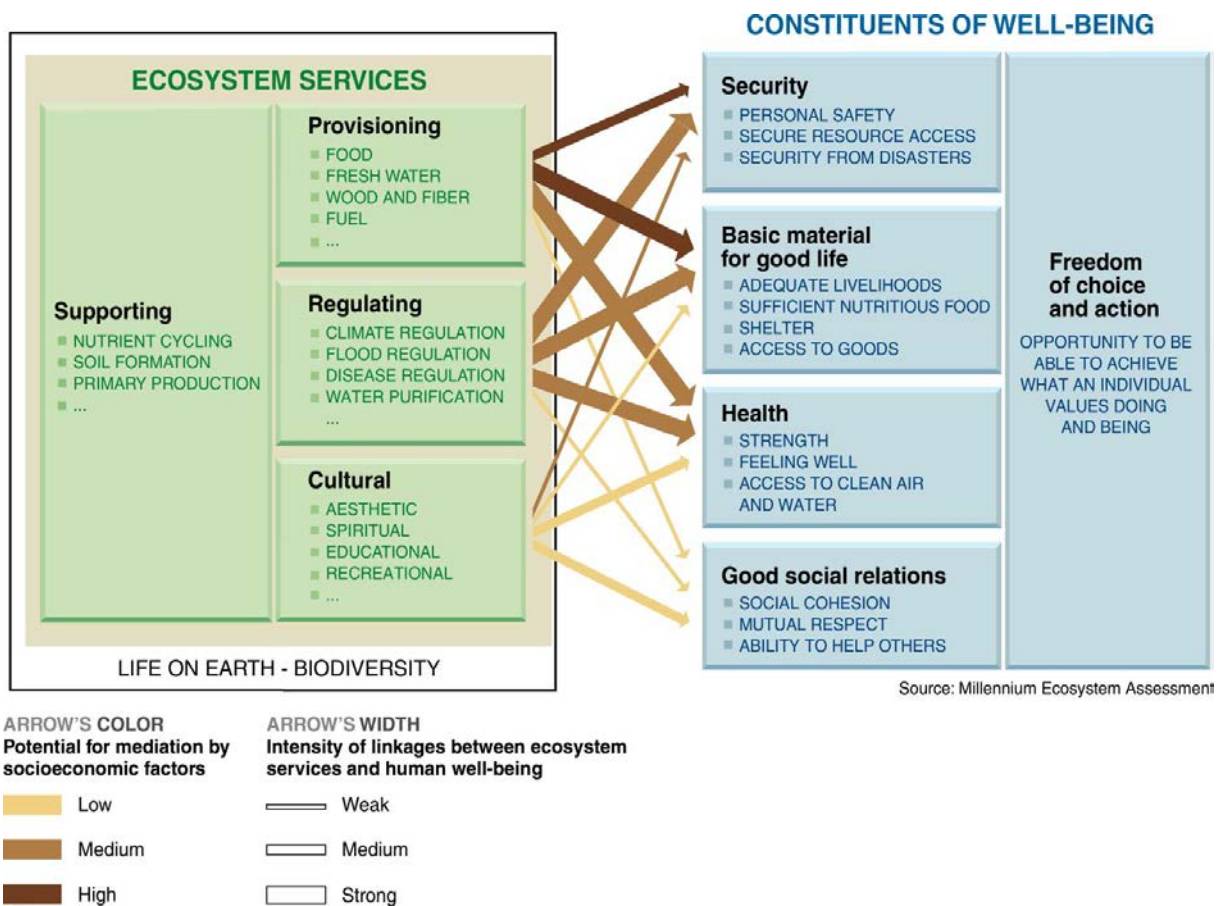 CONSTITUENTS OF WELL-BEING
ECOSYSTEM SERVICES
Supporting
NUTRIENT CYCLING
SOIL FORMATION
PRIMARY PRODUCTION
...
Provisioning
FOOD
FRESH WATER
WOOD AND FIBER
FUEL
...
Regulating
CLIMATE REGULATION
FLOOD REGULATION
DISEASE REGULATION
WATER PURIFICATION
...
Cultural
AESTHETIC
SPIRITUAL
EDUCATIONAL
RECREATIONAL
...
LIFE ON EARTH - BIODIVERSITY
Security
PERSONAL SAFETY
SECURE RESOURCE ACCESS
SECURITY FROM DISASTERS
Basic material
for good life
ADEQUATE LIVELIHOODS
SUFFICIENT NUTRITIOUS FOOD
SHELTER
ACCESS TO GOODS
Health
STRENGTH
FEELING WELL
ACCESS TO CLEAN AIR
AND WATER
Good social relations
SOCIAL COHESION
MUTUAL RESPECT
ABILITY TO HELP OTHERS
Freedom
of choice
and action
OPPORTUNITY TO BE
ABLE TO ACHIEVE
WHAT AN INDIVIDUAL
VALUES DOING
AND BEING
Source: Millennium Ecosystem Assessment
ARROW'S COLOR
Potential for mediation by
socioeconomic factors
Low
Medium
High
ARROW'S WIDTH
Intensity of linkages between ecosystem
services and human well-being
Weak
Medium
Strong